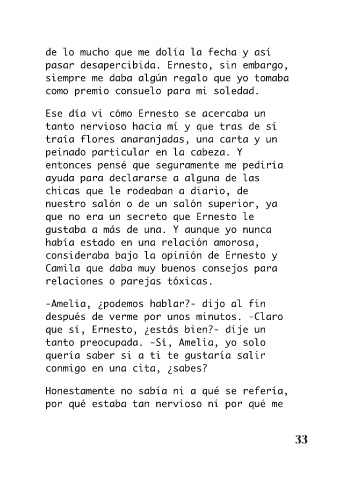 de lo mucho que me dolía la fecha y así
pasar desapercibida. Ernesto, sin embargo,
siempre me daba algún regalo que yo tomaba
como premio consuelo para mi soledad.
Ese día vi cómo Ernesto se acercaba un
tanto nervioso hacia mí y que tras de sí
traía flores anaranjadas, una carta y un
peinado particular en la cabeza. Y
entonces pensé que seguramente me pediría
ayuda para declararse a alguna de las
chicas que le rodeaban a diario, de
nuestro salón o de un salón superior, ya
que no era un secreto que Ernesto le
gustaba a más de una. Y aunque yo nunca
había estado en una relación amorosa,
consideraba bajo la opinión de Ernesto y
Camila que daba muy buenos consejos para
relaciones o parejas tóxicas.
-Amelia, ¿podemos hablar?- dijo al fin
después de verme por unos minutos. -Claro
que sí, Ernesto, ¿estás bien?- dije un
tanto preocupada. -Sí, Amelia, yo solo
quería saber si a ti te gustaría salir
conmigo en una cita, ¿sabes?
Honestamente no sabía ni a qué se refería,
por qué estaba tan nervioso ni por qué me
33